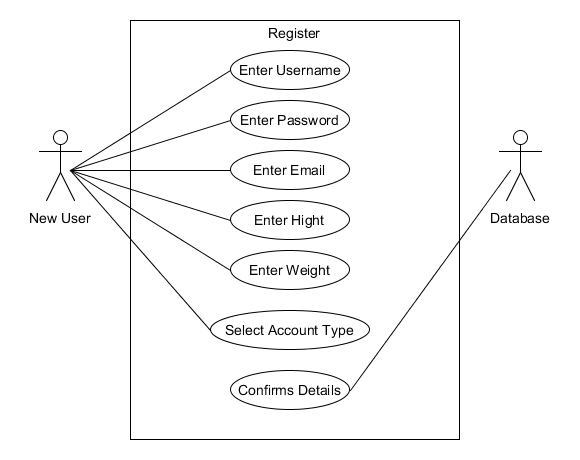 Register
Enter Username
Enter Password
Enter Email
New User
Database
Enter Hight
Enter Weight
Select Account Type
Confirms Details